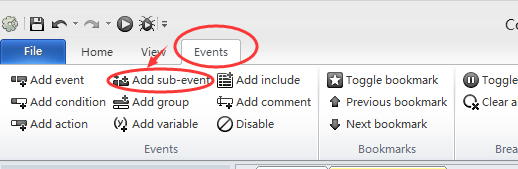 Co
File Home View Events
Add event Add sub-event Add include Toggle bookmark Toggle
Add condition Add group Add comment Previous bookmark Clear a
Add action Add variable Disable Next bookmark
Events Bookmarks Brea